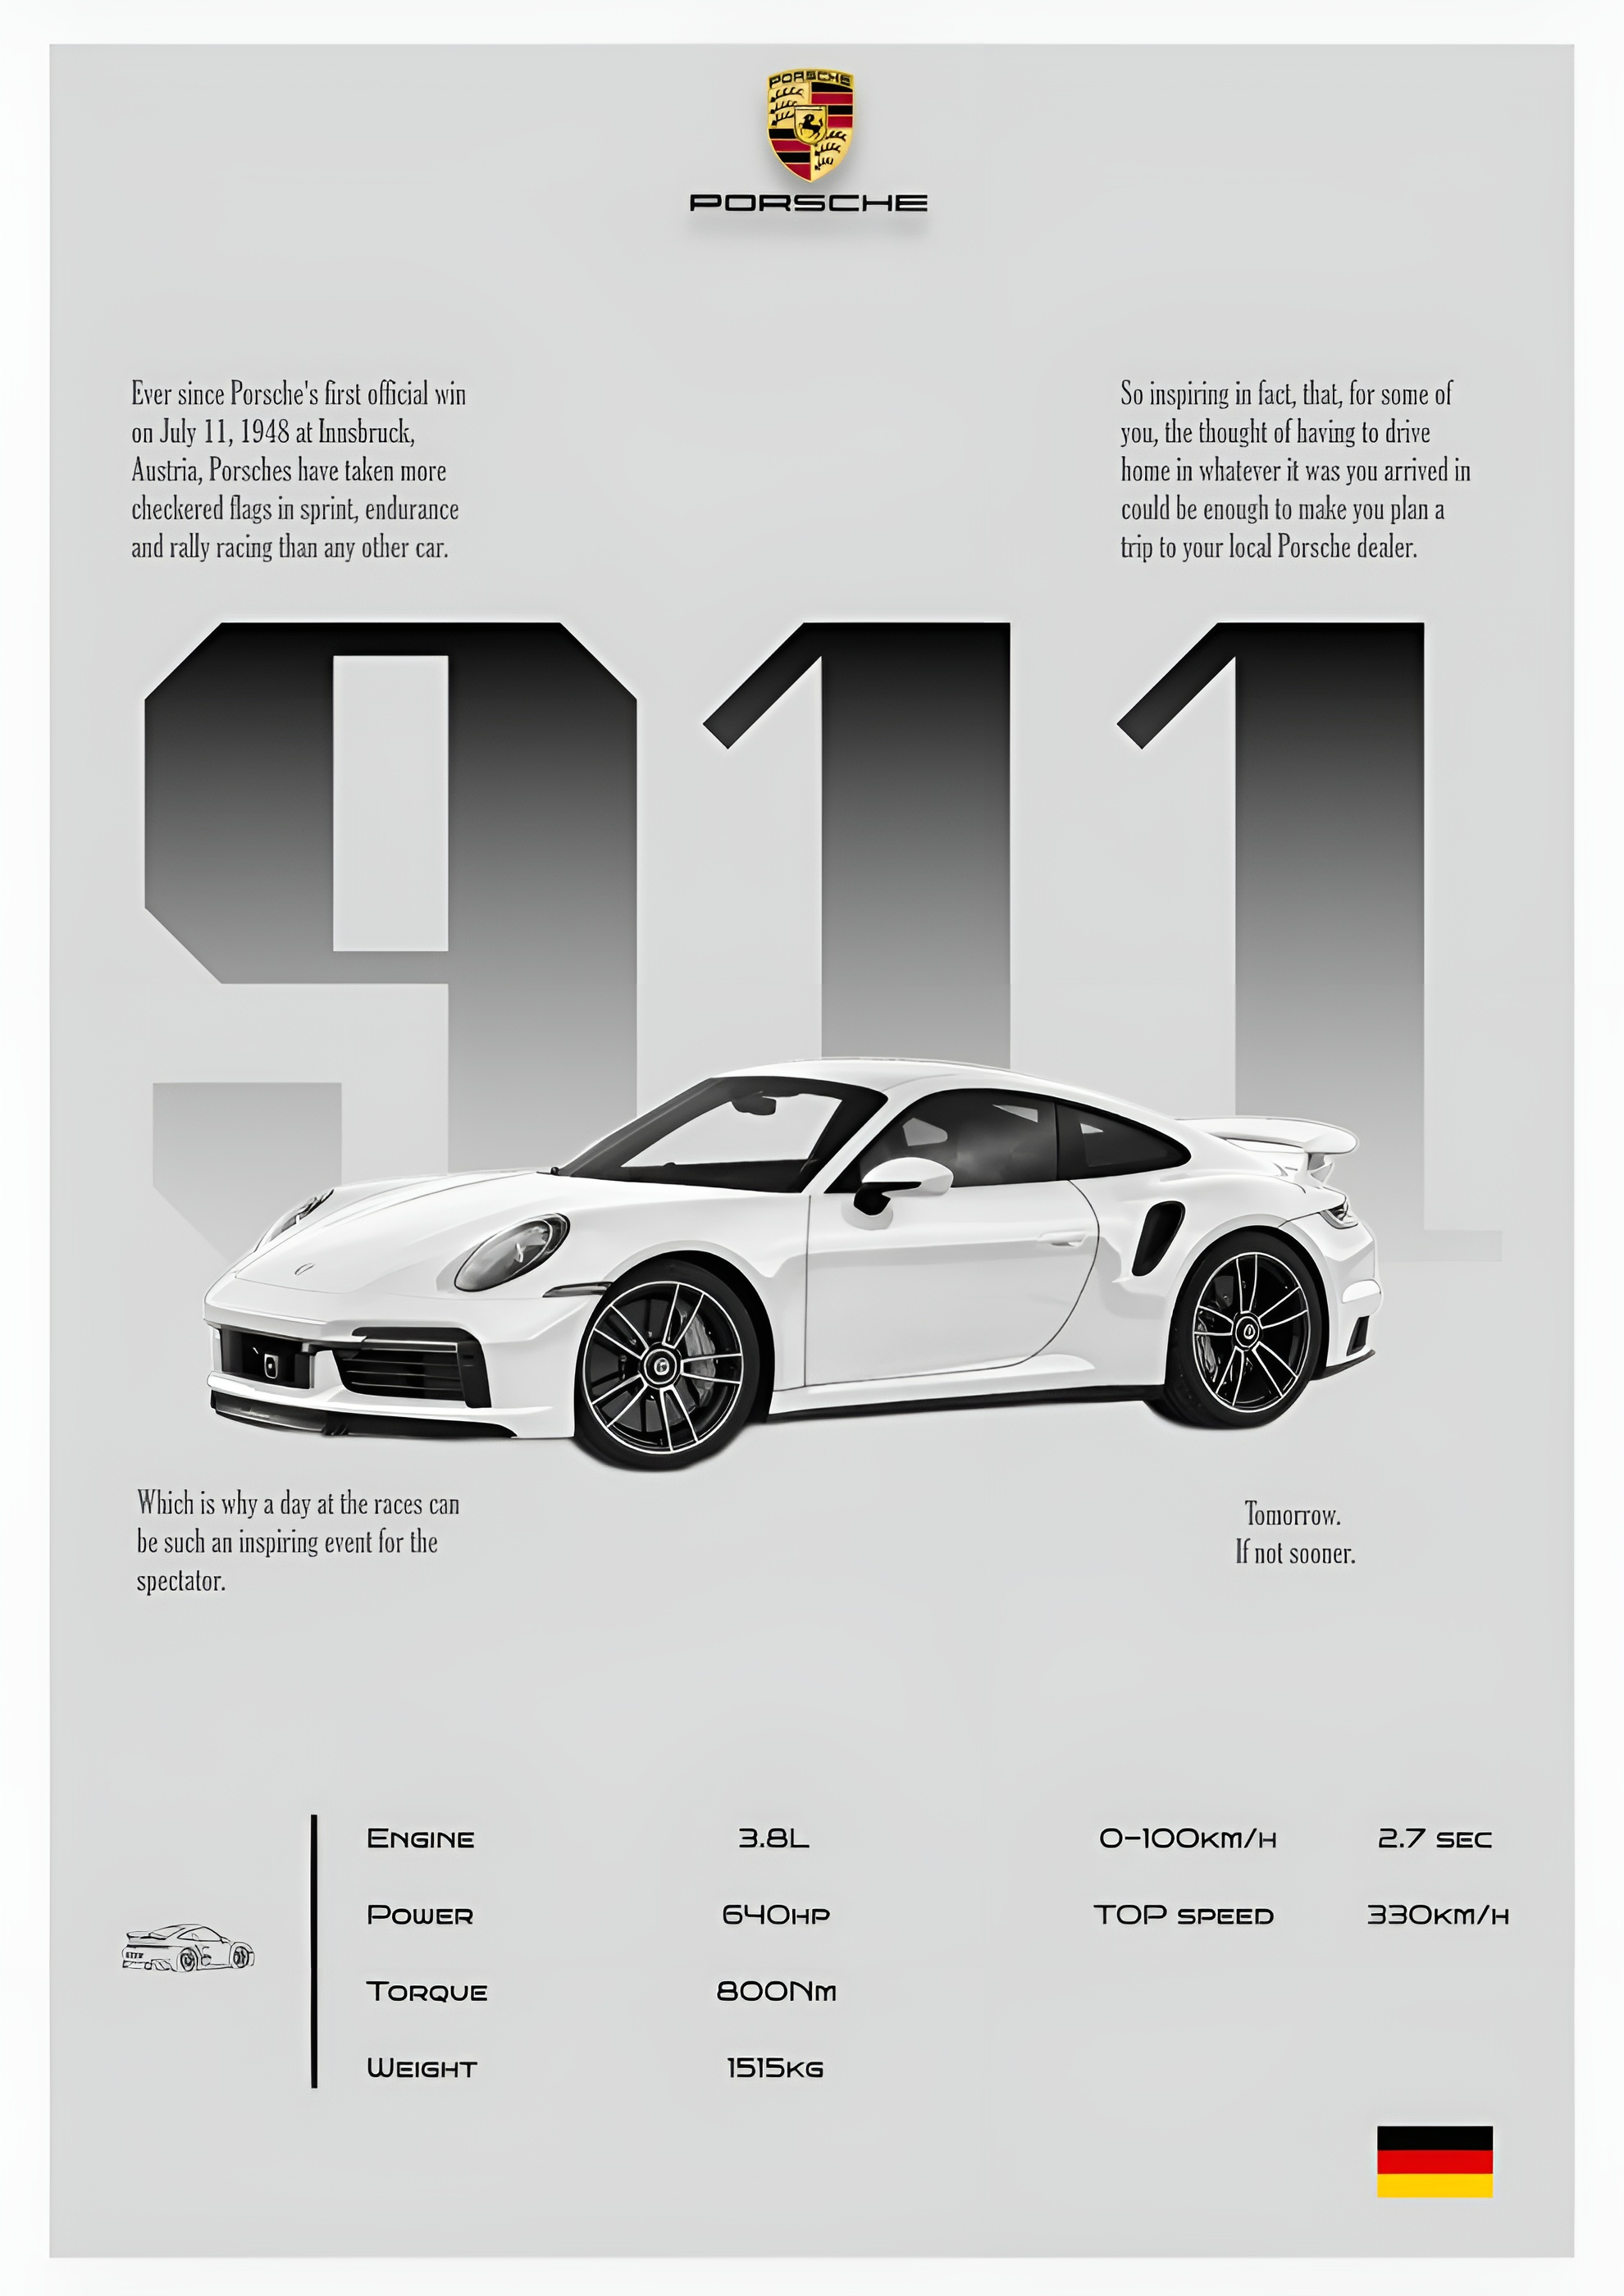 PORSCHE
PORSCHE
Ever since Porsche's first official win
on July 11, 1948 at Innsbruck,
Austria, Porsches have taken more
checkered flags in sprint, endurance
and rally racing than any other car.
So inspiring in fact, that, for some of
you, the thought of having to drive
home in whatever it was you arrived in
could be enough to make you plan a
trip to your local Porsche dealer.
911
Which is why a day at the races can
be such an inspiring event for the
spectator.
Tomorrow.
If not sooner.
Engine 3.8L
Power 640HP
Torque 800Nm
Weight 1515KG
0-100KM/H 2.7 SEC
TOP SPEED 330KM/H